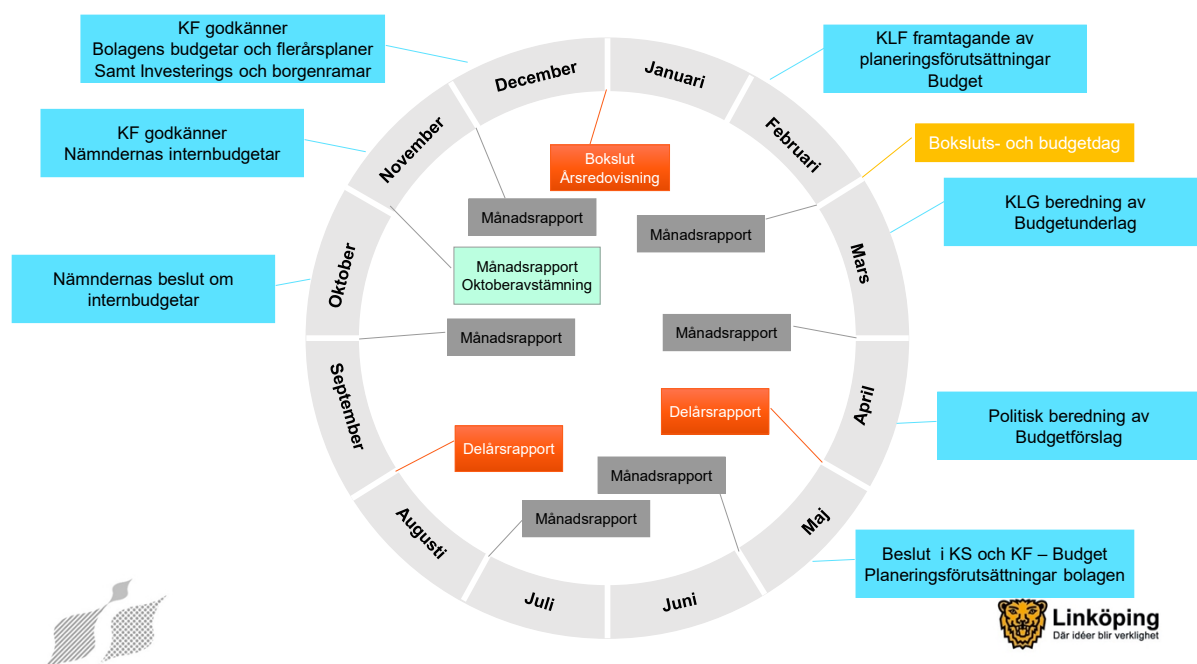 KF godkänner
Bolagens budgetar och flerårsplaner
Samt Investerings och borgenramar
KLF framtagande av
planeringsförutsättningar
Budget
December
Januari
KF godkänner
Nämndernas internbudgetar
November
Februari
Boksluts- och budgetdag
Bokslut
Årsredovisning
Månadsrapport
Månadsrapport
KLG beredning av
Budgetunderlag
Mars
Nämndernas beslut om
internbudgetar
Oktober
Månadsrapport
Oktoberavstämning
Månadsrapport
Månadsrapport
September
April
Delårsrapport
Politisk beredning av
Budgetförslag
Delårsrapport
Månadsrapport
Månadsrapport
Augusti
Maj
Beslut i KS och KF – Budget
Planeringsförutsättningar bolagen
Juli
Juni
Linköping
Där idéer blir verklighet